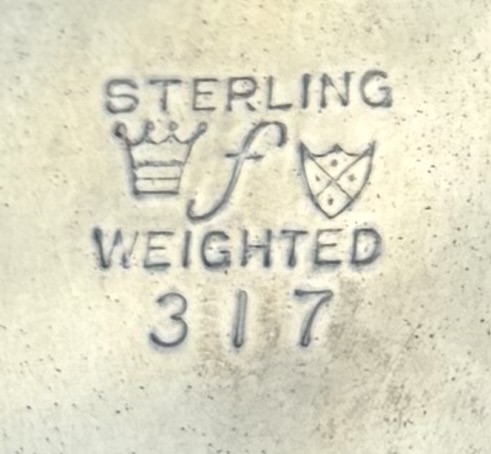 STERLING
f
WEIGHTED
317